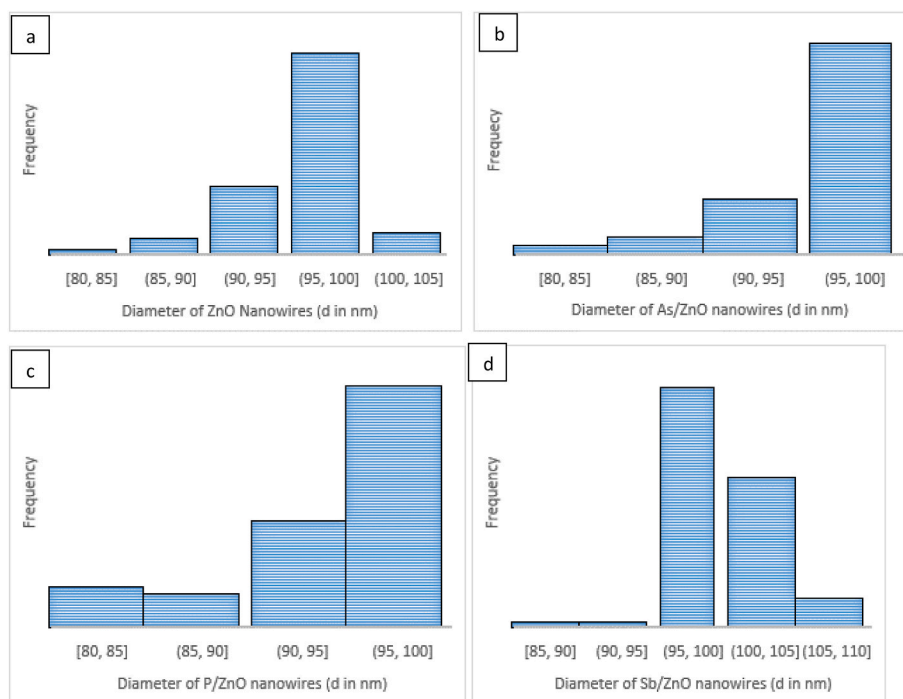 a
Frequency
[80, 85] (85, 90] (90, 95] (95, 100] (100, 105]
Diameter of ZnO Nanowires (d in nm)
b
Frequecy
[80, 85] (85, 90] (90, 95] (95, 100]
Diameter of As/ZnO nanowires (d in nm)
c
Frequency
[80, 85] (85, 90] (90, 95] (95, 100]
Diameter of P/ZnO nanowires (d in nm)
d
Frequency
[85, 90] (90, 95] (95, 100] (100, 105] (105, 110]
Diameter of Sb/ZnO nanowires (d in nm)